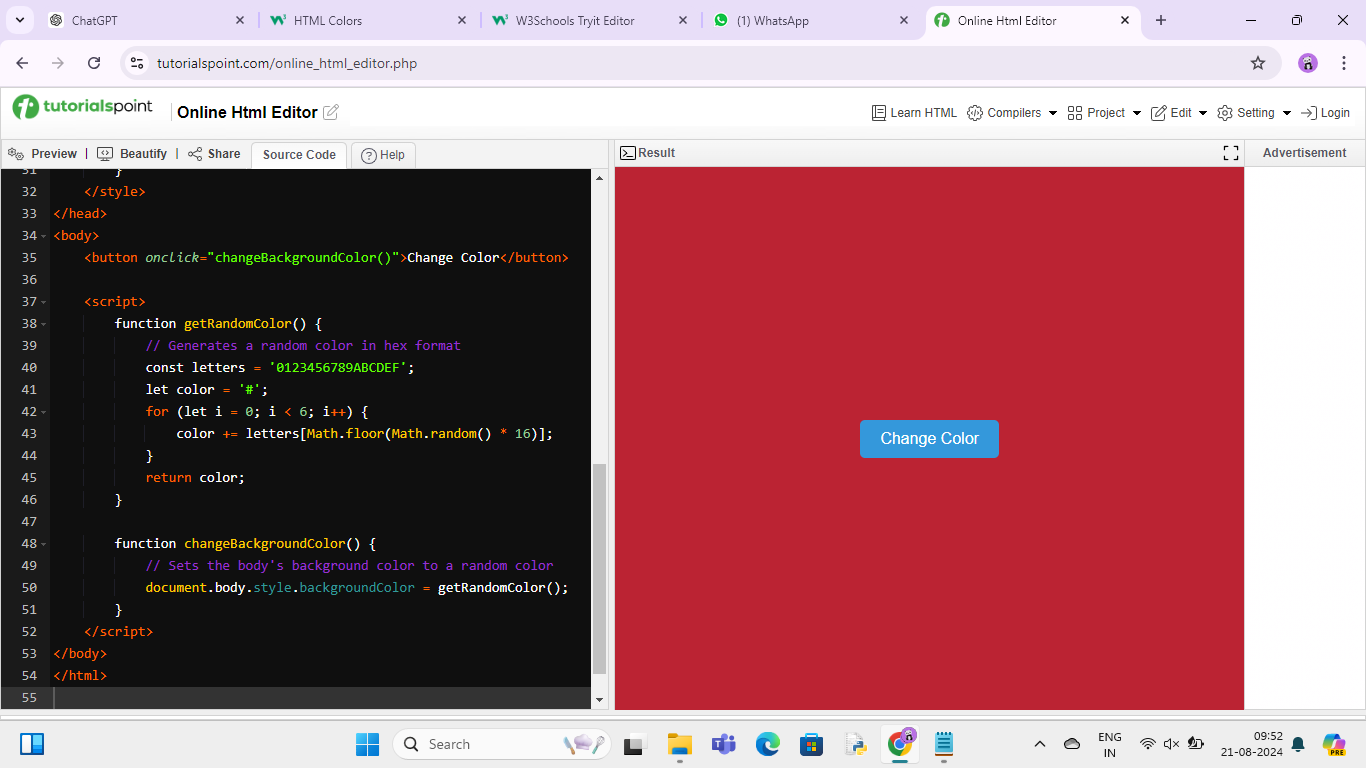 ChatGPT
HTML Colors
W3Schools Tryit Editor
(1) WhatsApp
Online Html Editor
tutorialspoint.com/online_html_editor.php
tutorialspoint
Online Html Editor
Learn HTML
Compilers
Project
Edit
Setting
Login
Preview
Beautify
Share
Source Code
Help
Result
Advertisement
31 }
32 </style>
33 </head>
34 <body>
35 <button onclick="changeBackgroundColor()">Change Color</button>
36
37 <script>
38 function getRandomColor() {
39 // Generates a random color in hex format
40 const letters = '0123456789ABCDEF';
41 let color = '#';
42 for (let i = 0; i < 6; i++) {
43 color += letters[Math.floor(Math.random() * 16)];
44 }
45 return color;
46 }
47
48 function changeBackgroundColor() {
49 // Sets the body's background color to a random color
50 document.body.style.backgroundColor = getRandomColor();
51 }
52 </script>
53 </body>
54 </html>
55
Change Color
Search
ENG
IN
09:52
21-08-2024
PRE